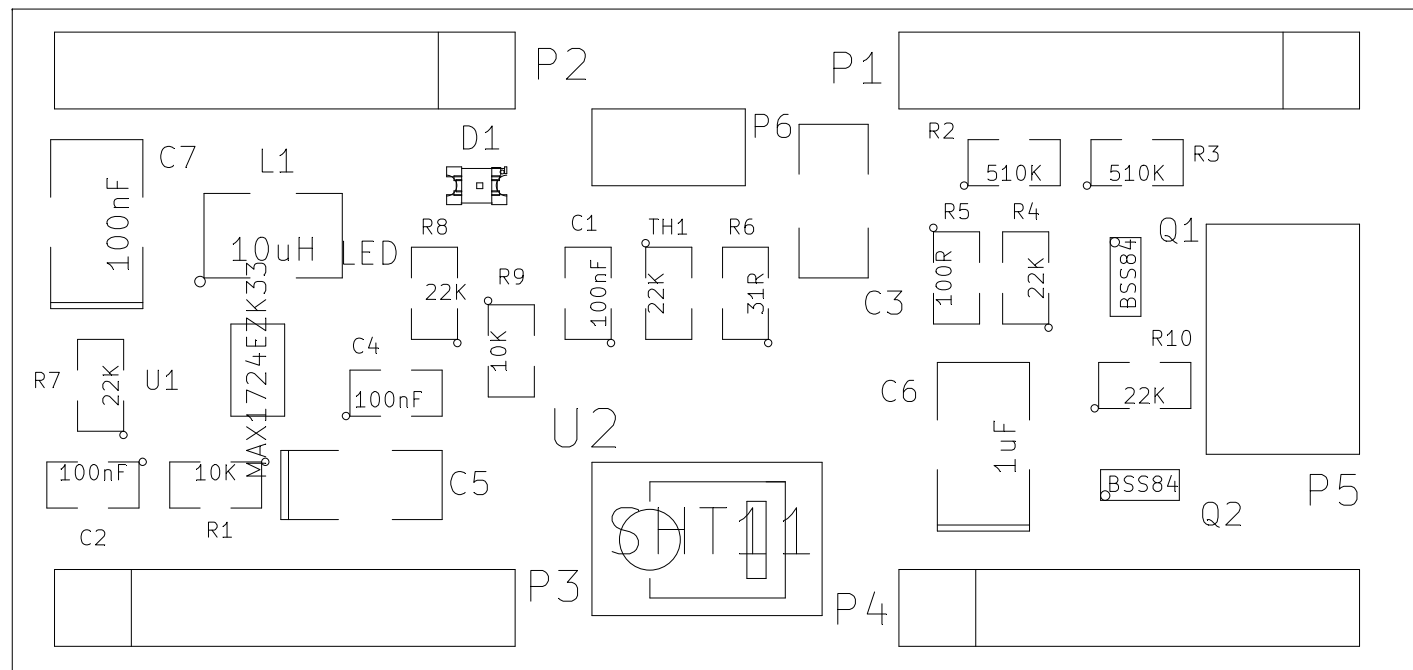 P2
P1
P6
D1
R2
R3
C7
L1
510K
510K
100nF
R8
C1
TH1
R6
R5
R4
Q1
10uH
LED
R9
22K
100nF
22K
31R
C3
100R
22K
BSS84
MAX1724EZK33
10K
C4
R10
R7
22K
U1
100nF
C6
22K
U2
1uF
100nF
10K
C5
BSS84
P5
C2
R1
SHT11
Q2
P3
P4